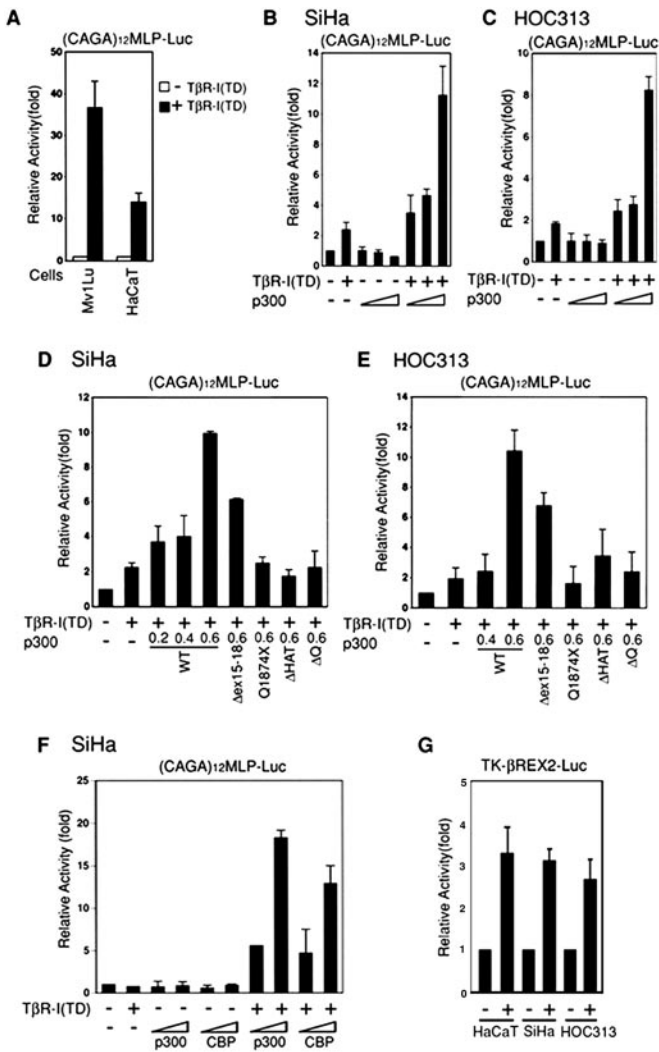 A
(CAGA)12MLP-Luc
Relative Activity(fold)
50
40
30
20
10
0
− TβR-I(TD)
+ TβR-I(TD)
Cells
Mv1Lu
HaCaT
B SiHa
(CAGA)12MLP-Luc
Relative Activity(fold)
14
12
10
8
6
4
2
0
TβR-I(TD) - + - - - + + +
p300 - -
C HOC313
(CAGA)12MLP-Luc
Relative Activity(fold)
10
8
6
4
2
0
- + - - - + + +
- -
D SiHa
(CAGA)12MLP-Luc
Relative Activity (fold)
12
10
8
6
4
2
0
TβR-I(TD) - + + + + + + + +
p300 - - 0.2 0.4 0.6 0.6 0.6 0.6 0.6
WT
Δex15-18
Q1874X
ΔHAT
ΔQ
E HOC313
(CAGA)12MLP-Luc
Relative Activity (fold)
14
12
10
8
6
4
2
0
TβR-I(TD) - + + + + + + +
p300 - - 0.4 0.6 0.6 0.6 0.6 0.6
WT
Δex15-18
Q1874X
ΔHAT
ΔQ
F SiHa
(CAGA)12MLP-Luc
Relative Activity (fold)
25
20
15
10
5
0
TβR-I(TD) - + - - - - + + + +
- - p300 CBP p300 CBP
G
TK-βREX2-Luc
Relative Activity(fold)
5
4
3
2
1
0
- + - + - +
HaCaT SiHa HOC313